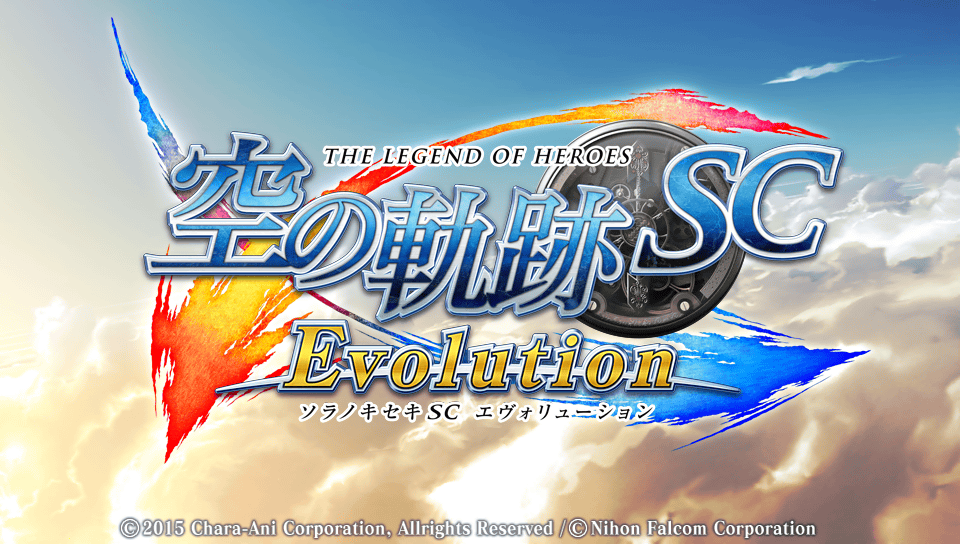 THE LEGEND OF HEROES
空の軌跡SC
Evolution
ソラノキセキSC エヴォリューション
©2015 Chara-Ani Corporation, Allrights Reserved /©Nihon Falcom Corporation